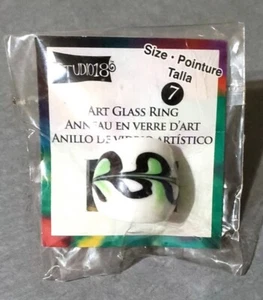 STUDIO18
Size • Pointure
Talla
7
ART GLASS RING
ANNEAU EN VERRE D'ART
ANILLO DE VIDRIO ARTÍSTICO